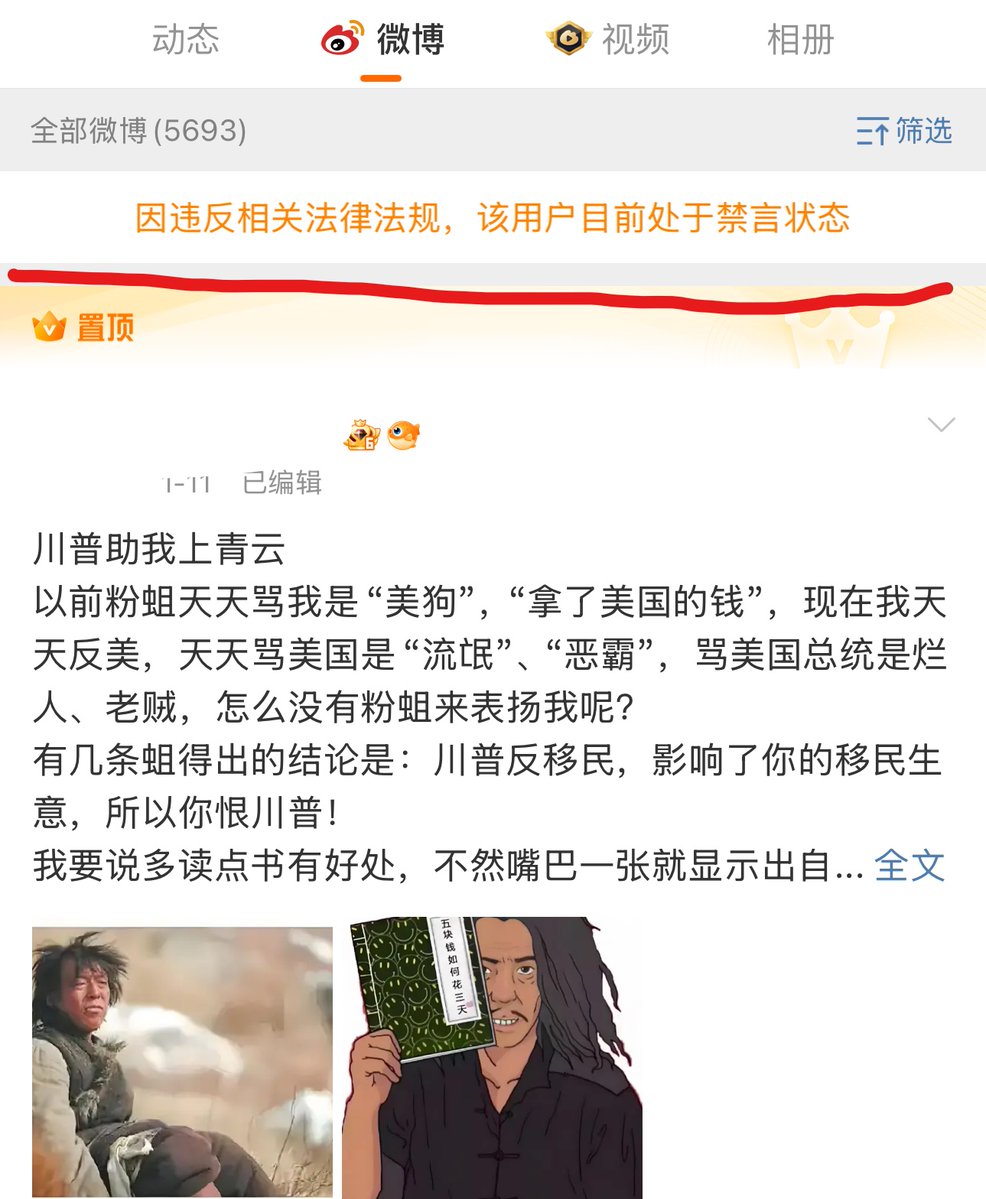 动态 微博 视频 相册
全部微博(5693) 筛选
因违反相关法律法规，该用户目前处于禁言状态
置顶
6
1-11 已编辑
川普助我上青云
以前粉蛆天天骂我是“美狗”，“拿了美国的钱”，现在我天
天反美，天天骂美国是“流氓”、“恶霸”，骂美国总统是烂
人、老贼，怎么没有粉蛆来表扬我呢？
有几条蛆得出的结论是：川普反移民，影响了你的移民生
意，所以你恨川普！
我要说多读点书有好处，不然嘴巴一张就显示出自... 全文
五块钱如何花三天